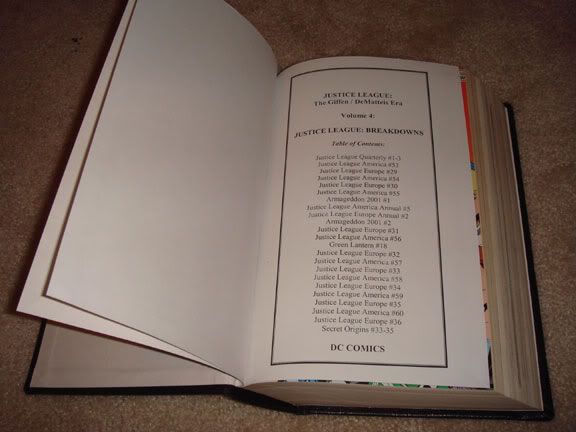 JUSTICE LEAGUE:
The Giffen / DeMatteis Era
Volume 4:
JUSTICE LEAGUE: BREAKDOWNS
Table of Contents:
Justice League Quarterly #1-3
Justice League America #53
Justice League Europe #29
Justice League America #54
Justice League Europe #30
Justice League America #55
Armageddon 2001 #1
Justice League America Annual #5
Justice League Europe Annual #2
Armageddon 2001 #2
Justice League Europe #31
Justice League America #56
Green Lantern #18
Justice League Europe #32
Justice League America #57
Justice League Europe #33
Justice League America #58
Justice League Europe #34
Justice League America #59
Justice League Europe #35
Justice League America #60
Justice League Europe #36
Secret Origins #33-35
DC COMICS